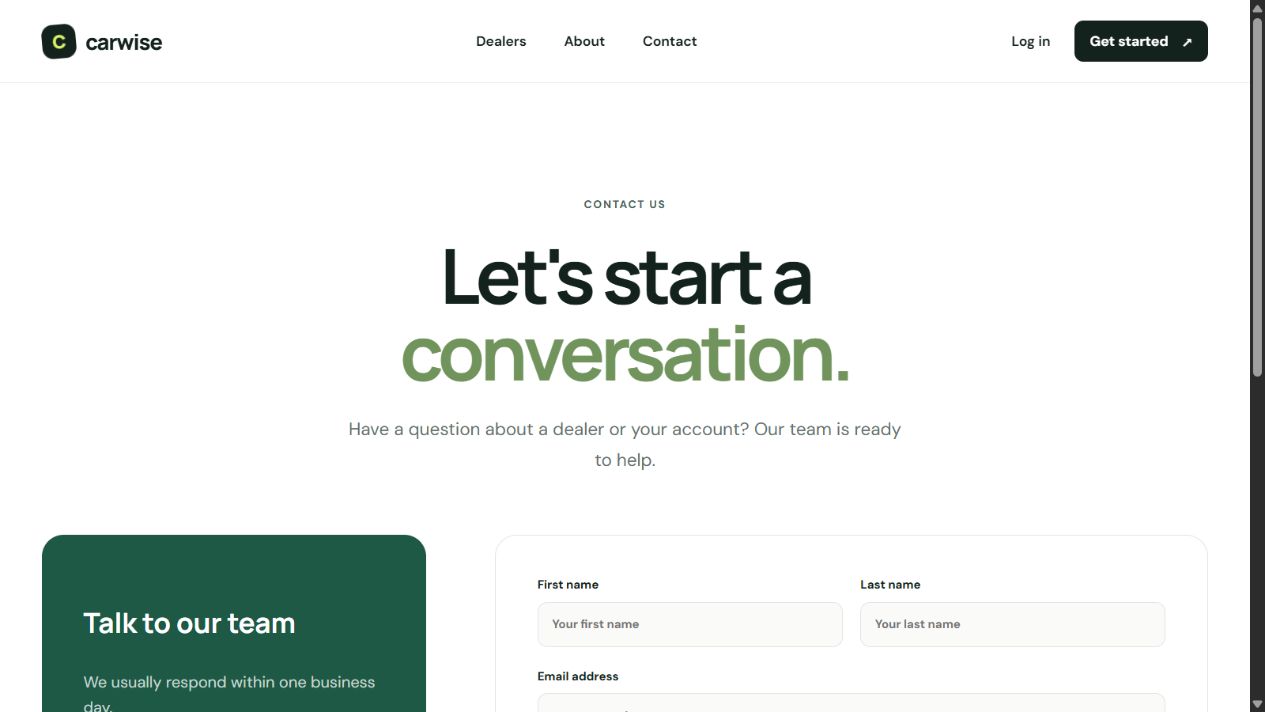 C carwise
Dealers
About
Contact
Log in
Get started ↗
CONTACT US
Let's start a
conversation.
Have a question about a dealer or your account? Our team is ready
to help.
Talk to our team
We usually respond within one business
day.
First name
Last name
Your first name
Your last name
Email address